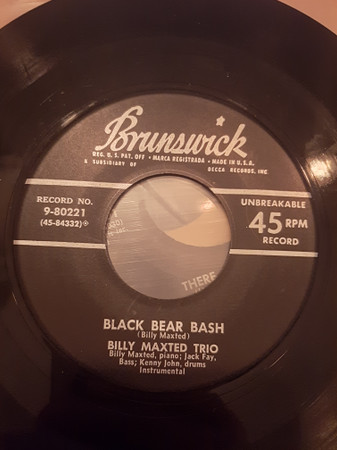 Brunswick
REG. U. S. PAT. OFF • MARCA REGISTRADA • MADE IN U.S.A.
A SUBSIDIARY OF DECCA RECORDS, INC
RECORD NO.
9-80221
(45-84332)
UNBREAKABLE
45 RPM
RECORD
THERE
BLACK BEAR BASH
(Billy Maxted)
BILLY MAXTED TRIO
Billy Maxted, piano; Jack Fay,
Bass; Kenny John, drums
Instrumental